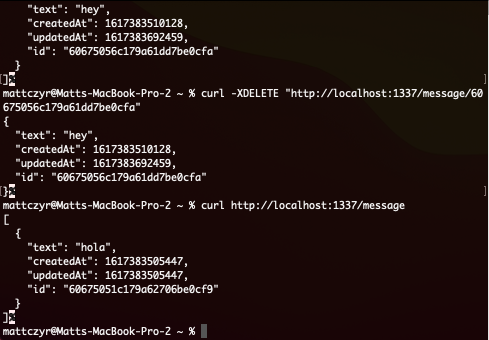 "text": "hey",
    "createdAt": 1617383510128,
    "updatedAt": 1617383692459,
    "id": "60675056c179a61dd7be0cfa"
  }
]%
mattczyr@Matts-MacBook-Pro-2 ~ % curl -XDELETE "http://localhost:1337/message/60
675056c179a61dd7be0cfa"
{
  "text": "hey",
  "createdAt": 1617383510128,
  "updatedAt": 1617383692459,
  "id": "60675056c179a61dd7be0cfa"
}%
mattczyr@Matts-MacBook-Pro-2 ~ % curl http://localhost:1337/message
[
  {
    "text": "hola",
    "createdAt": 1617383505447,
    "updatedAt": 1617383505447,
    "id": "60675051c179a62706be0cf9"
  }
]%
mattczyr@Matts-MacBook-Pro-2 ~ %